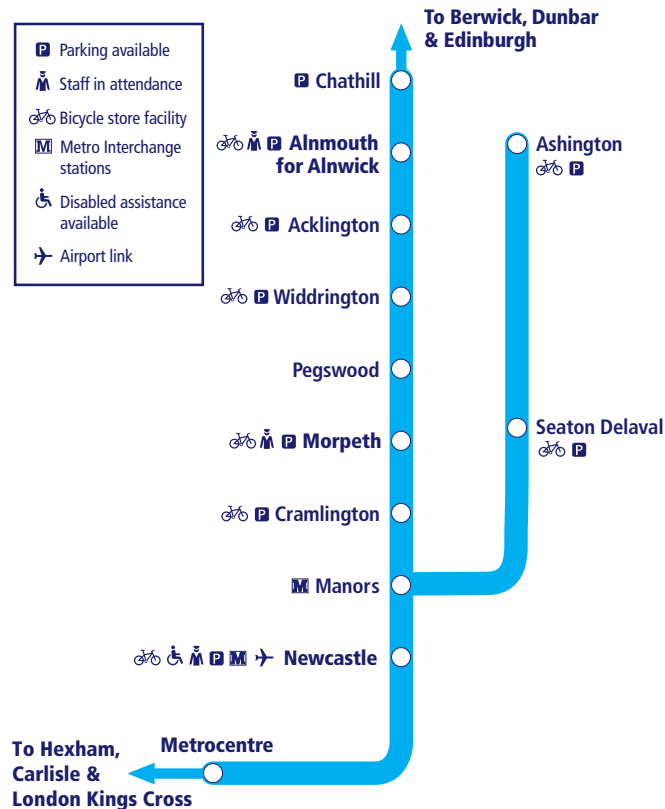 To Berwick, Dunbar
& Edinburgh
P Parking available
Staff in attendance
Bicycle store facility
M Metro Interchange
stations
Disabled assistance
available
Airport link
P Chathill
P Alnmouth
for Alnwick
Ashington
P
P Acklington
P Widdrington
Pegswood
P Morpeth
Seaton Delaval
P
P Cramlington
M Manors
P M Newcastle
Metrocentre
To Hexham,
Carlisle &
London Kings Cross